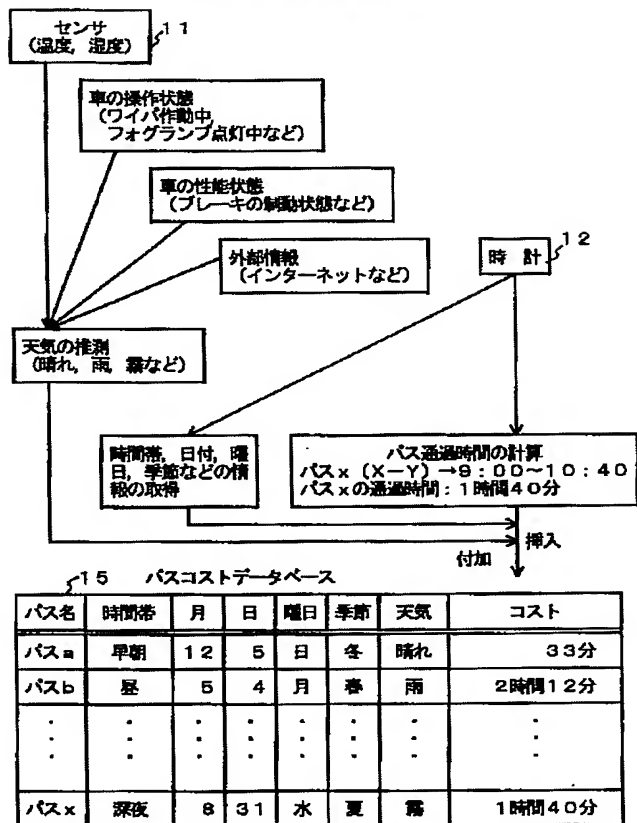 センサ
(温度, 湿度)
11
車の操作状態
(ワイパ作動中,
フォグランプ点灯中など)
車の性能状態
(ブレーキの制動状態など)
外部情報
(インターネットなど)
時 計
12
天気の推測
(晴れ, 雨, 霧など)
時間帯, 日付, 曜
日, 季節などの情
報の取得
パス通過時間の計算
パスx (X-Y) →9:00~10:40
パスxの通過時間:1時間40分
付加
挿入
15 パスコストデータベース
パス名 時間帯 月 日 曜日 季節 天気 コスト
パスa 早朝 12 5 日 冬 晴れ 33分
パスb 昼 5 4 月 春 雨 2時間12分
パスx 深夜 8 31 水 夏 霧 1時間40分